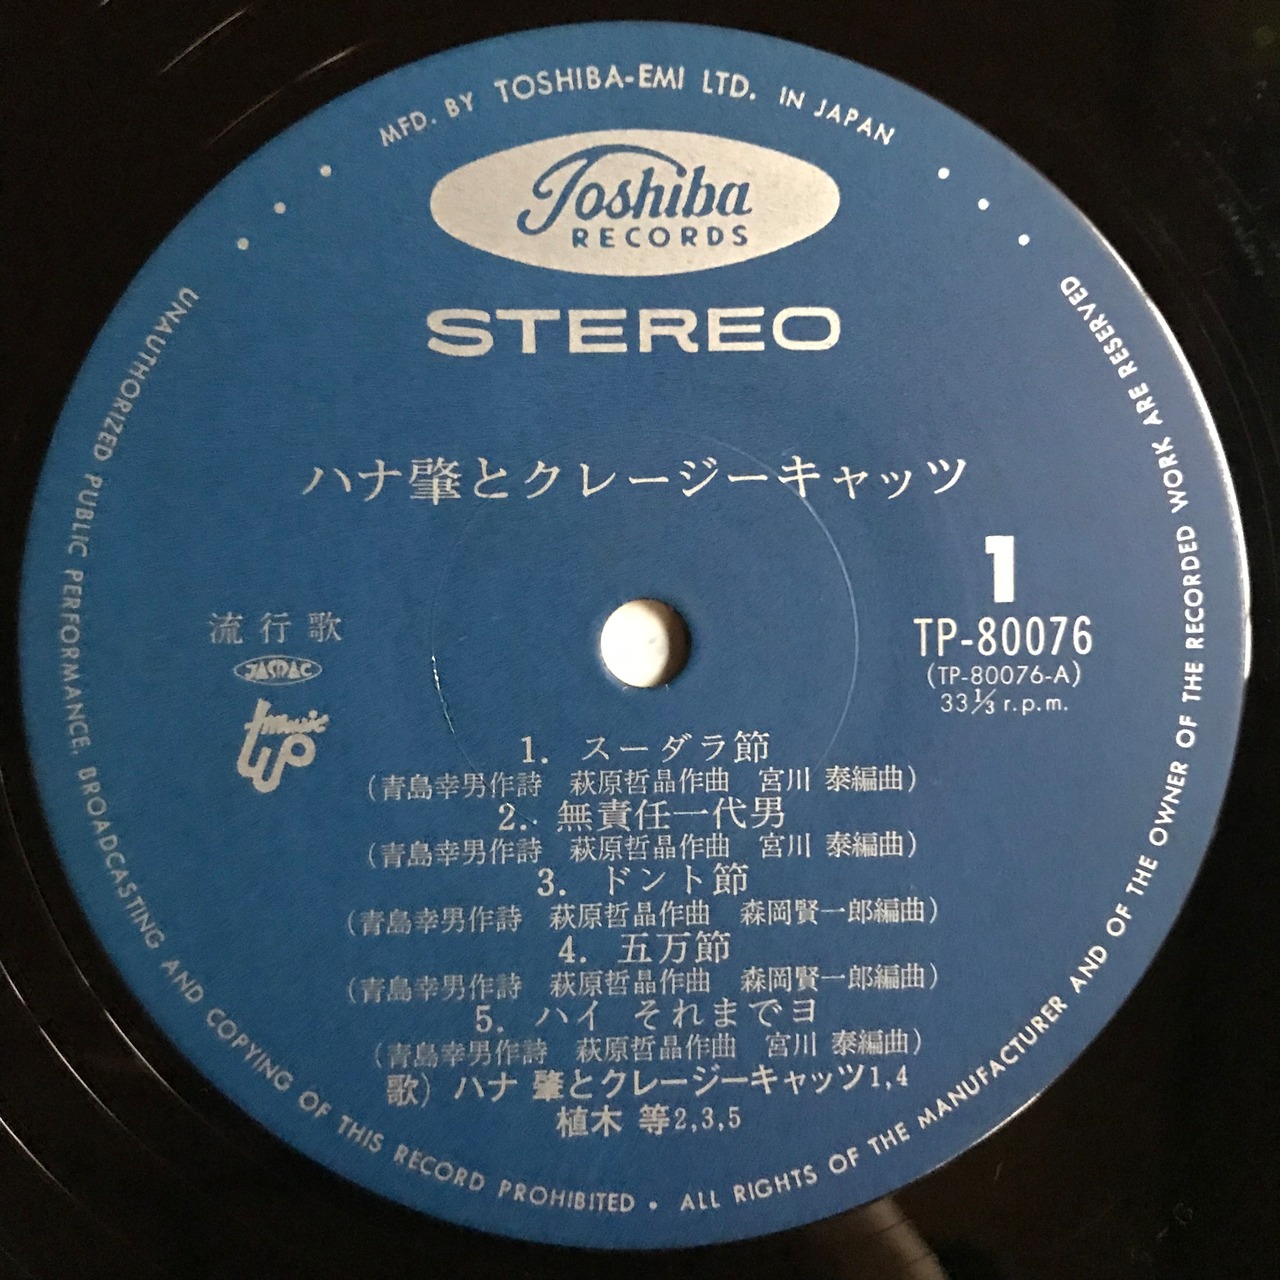 MFD. BY TOSHIBA-EMI LTD. IN JAPAN
Toshiba
RECORDS
STEREO
ハナ肇とクレージーキャッツ
1
TP-80076
(TP-80076-A)
33⅓ r.p.m.
流行歌
JASRAC
1. スーダラ節
(青島幸男作詩 萩原哲晶作曲 宮川 泰編曲)
2. 無責任一代男
(青島幸男作詩 萩原哲晶作曲 宮川 泰編曲)
3. ドント節
(青島幸男作詩 萩原哲晶作曲 森岡賢一郎編曲)
4. 五万節
(青島幸男作詩 萩原哲晶作曲 森岡賢一郎編曲)
5. ハイ それまでヨ
(青島幸男作詩 萩原哲晶作曲 宮川 泰編曲)
歌) ハナ 肇とクレージーキャッツ1,4
植木 等2,3,5
UNAUTHORIZED PUBLIC PERFORMANCE, BROADCASTING AND COPYING OF THIS RECORD PROHIBITED • ALL RIGHTS OF THE MANUFACTURER AND OF THE OWNER OF THE RECORDED WORK ARE RESERVED